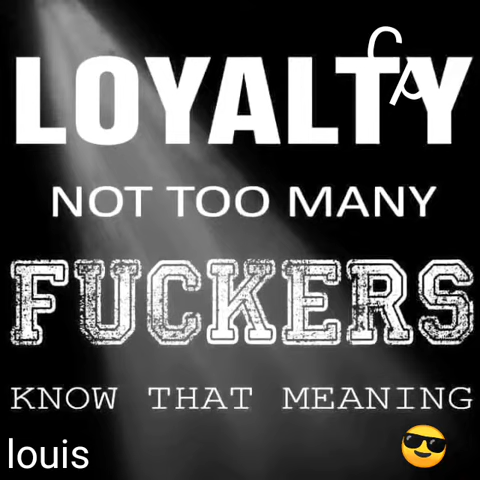 LOYALTY
NOT TOO MANY
FUCKERS
KNOW THAT MEANING
louis